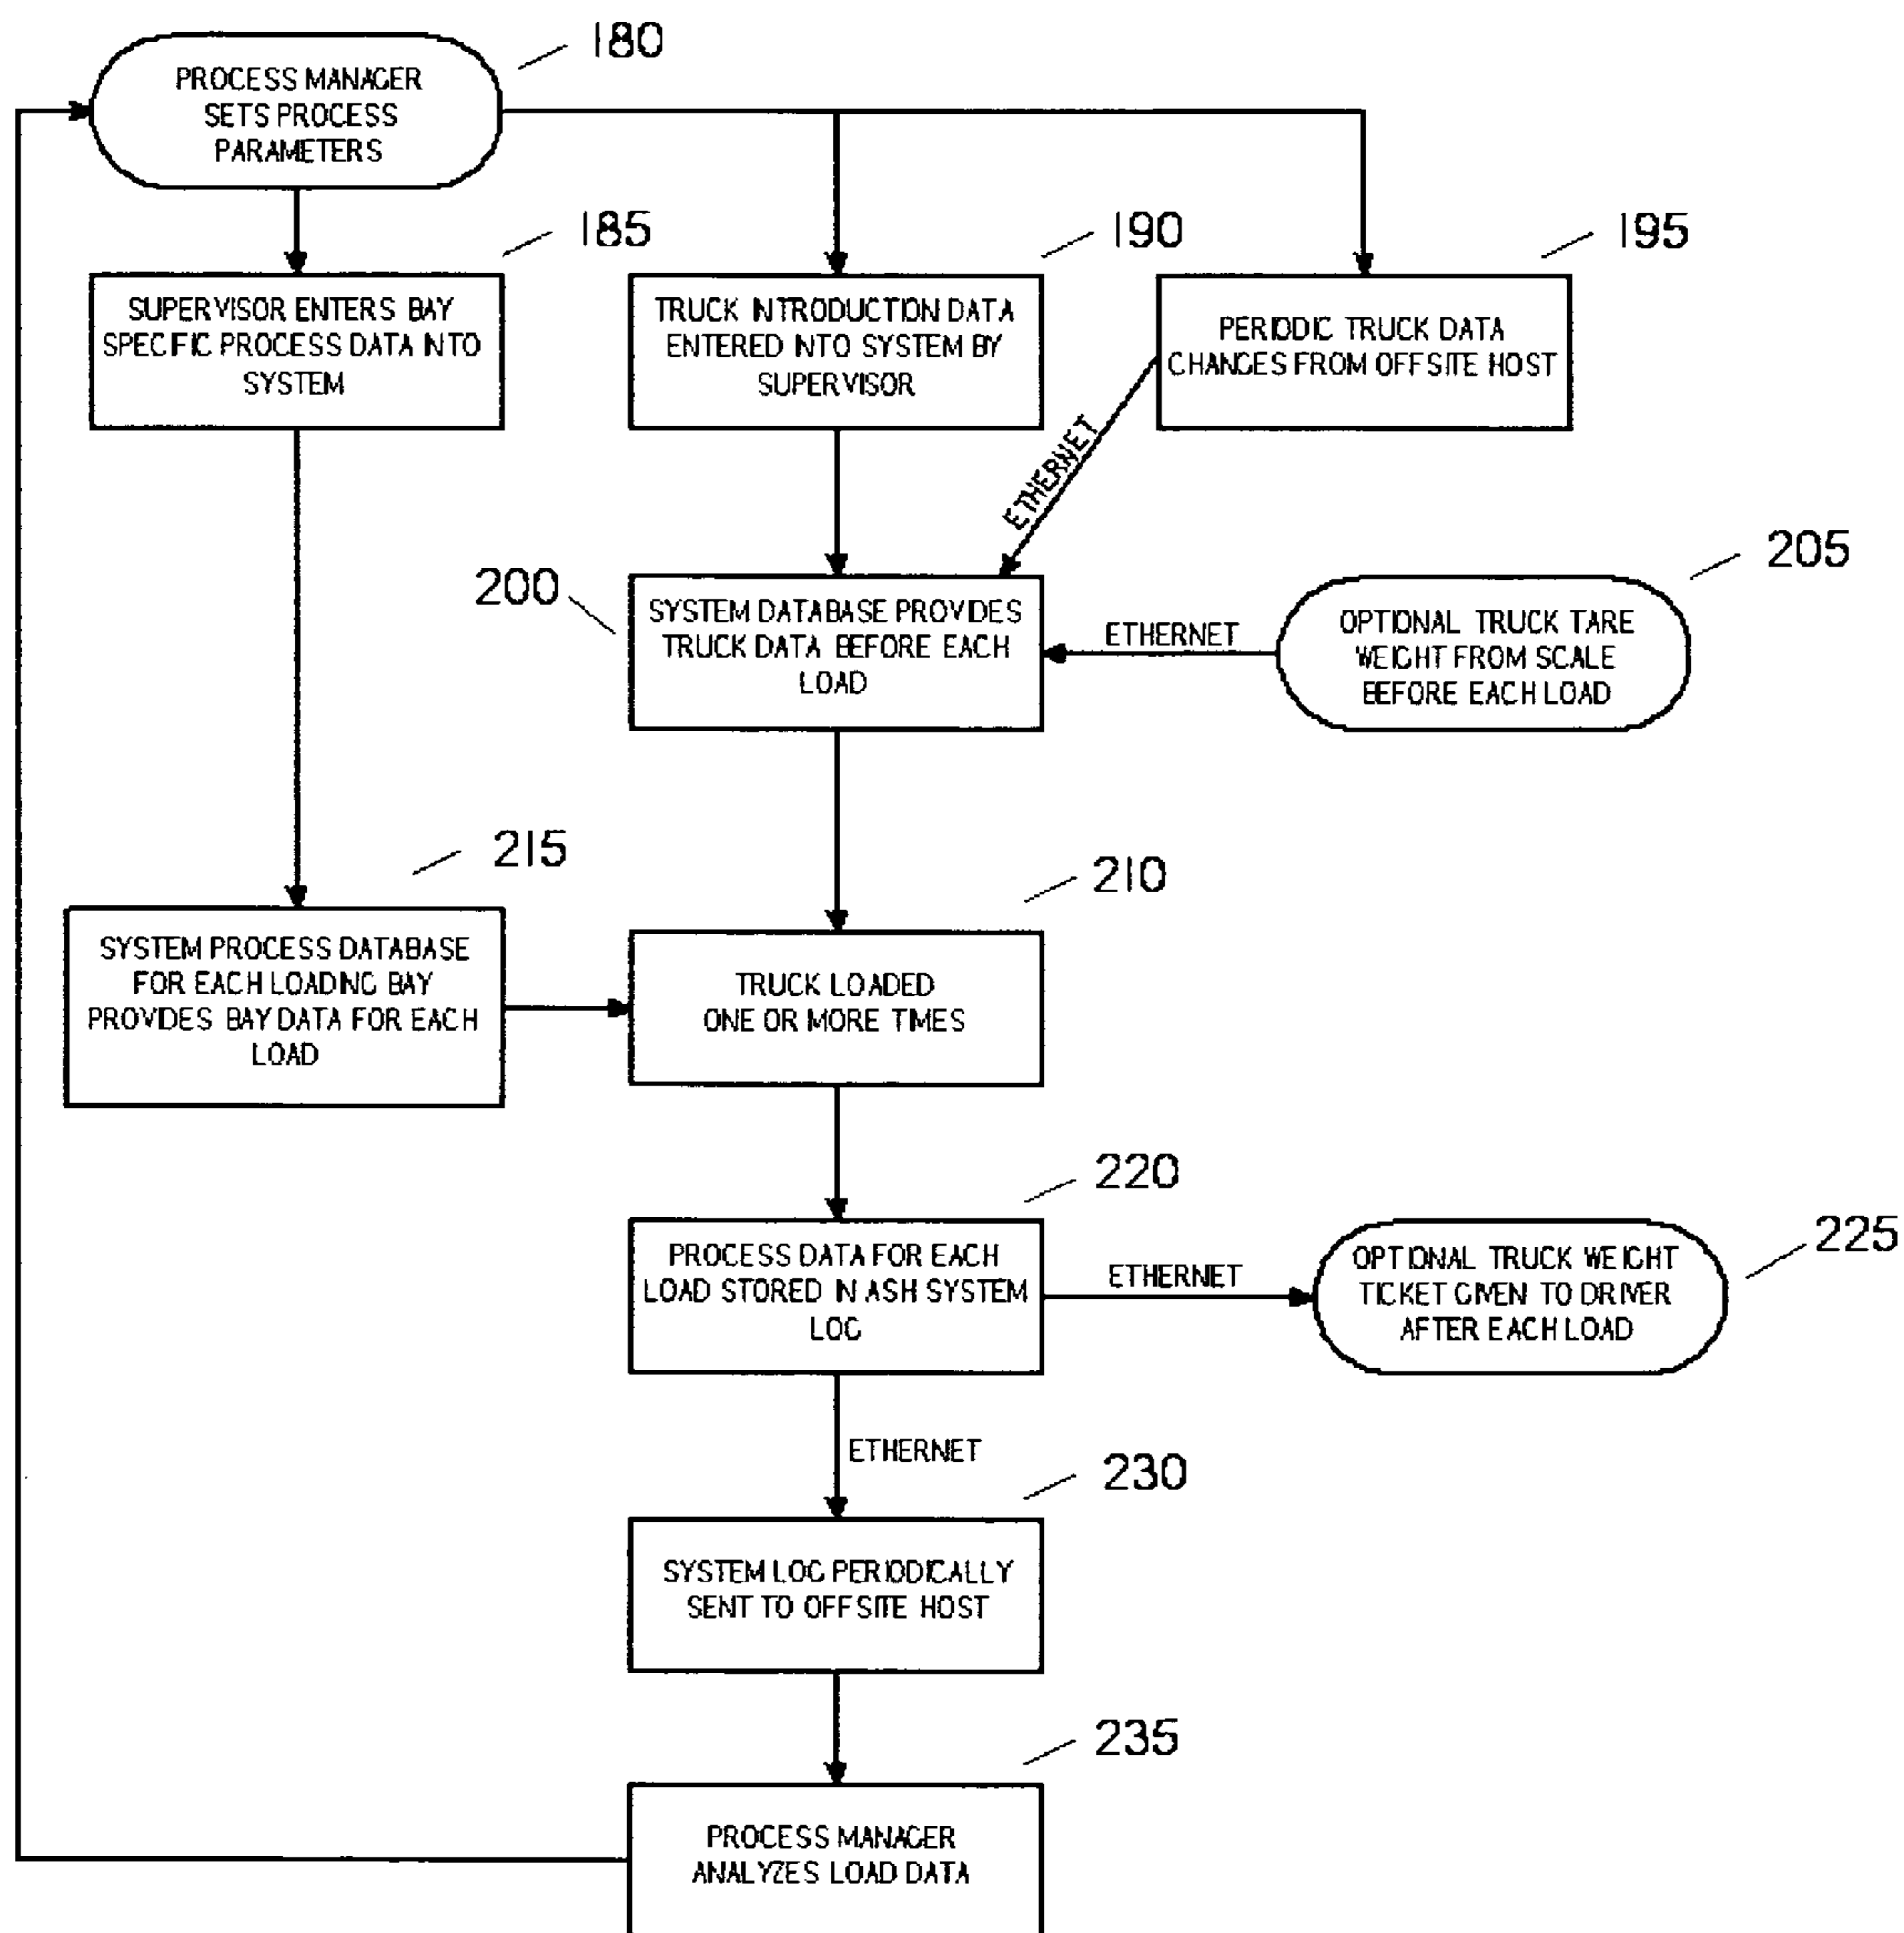 180
PROCESS MANAGER
SETS PROCESS
PARAMETERS
185
SUPERVISOR ENTERS BAY
SPECIFIC PROCESS DATA INTO
SYSTEM
190
TRUCK INTRODUCTION DATA
ENTERED INTO SYSTEM BY
SUPERVISOR
195
PERIODIC TRUCK DATA
CHANGES FROM OFFSITE HOST
ETHERNET
200
SYSTEM DATABASE PROVIDES
TRUCK DATA BEFORE EACH
LOAD
ETHERNET
205
OPTIONAL TRUCK TARE
WEIGHT FROM SCALE
BEFORE EACH LOAD
215
SYSTEM PROCESS DATABASE
FOR EACH LOADING BAY
PROVIDES BAY DATA FOR EACH
LOAD
210
TRUCK LOADED
ONE OR MORE TIMES
220
PROCESS DATA FOR EACH
LOAD STORED IN ASH SYSTEM
LOG
ETHERNET
225
OPTIONAL TRUCK WEIGHT
TICKET GIVEN TO DRIVER
AFTER EACH LOAD
ETHERNET
230
SYSTEM LOG PERIODICALLY
SENT TO OFFSITE HOST
235
PROCESS MANAGER
ANALYZES LOAD DATA